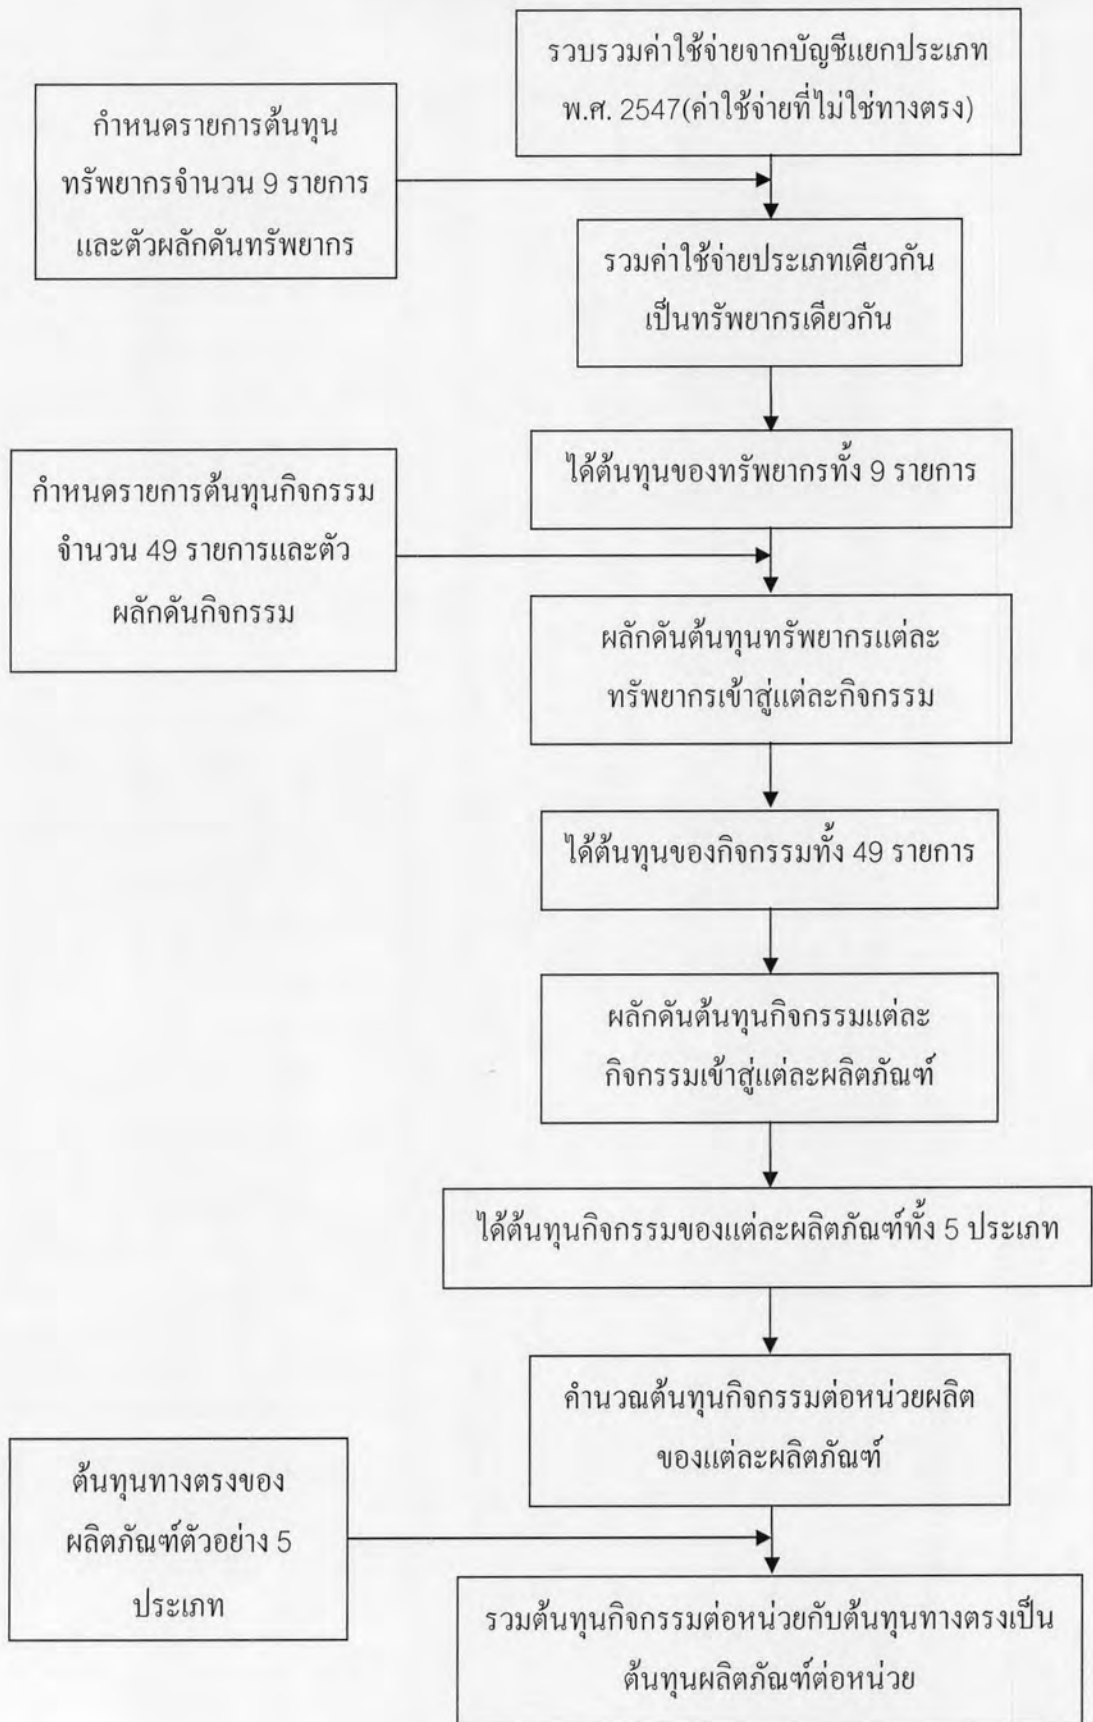 รวบรวมค่าใช้จ่ายจากบัญชีแยกประเภท
พ.ศ. 2547(ค่าใช้จ่ายที่ไม่ใช่ทางตรง)
กำหนดรายการต้นทุน
ทรัพยากรจำนวน 9 รายการ
และตัวผลักดันทรัพยากร
รวมค่าใช้จ่ายประเภทเดียวกัน
เป็นทรัพยากรเดียวกัน
ได้ต้นทุนของทรัพยากรทั้ง 9 รายการ
กำหนดรายการต้นทุนกิจกรรม
จำนวน 49 รายการและตัว
ผลักดันกิจกรรม
ผลักดันต้นทุนทรัพยากรแต่ละ
ทรัพยากรเข้าสู่แต่ละกิจกรรม
ได้ต้นทุนของกิจกรรมทั้ง 49 รายการ
ผลักดันต้นทุนกิจกรรมแต่ละ
กิจกรรมเข้าสู่แต่ละผลิตภัณฑ์
ได้ต้นทุนกิจกรรมของแต่ละผลิตภัณฑ์ทั้ง 5 ประเภท
คำนวณต้นทุนกิจกรรมต่อหน่วยผลิต
ของแต่ละผลิตภัณฑ์
ต้นทุนทางตรงของ
ผลิตภัณฑ์ตัวอย่าง 5
ประเภท
รวมต้นทุนกิจกรรมต่อหน่วยกับต้นทุนทางตรงเป็น
ต้นทุนผลิตภัณฑ์ต่อหน่วย